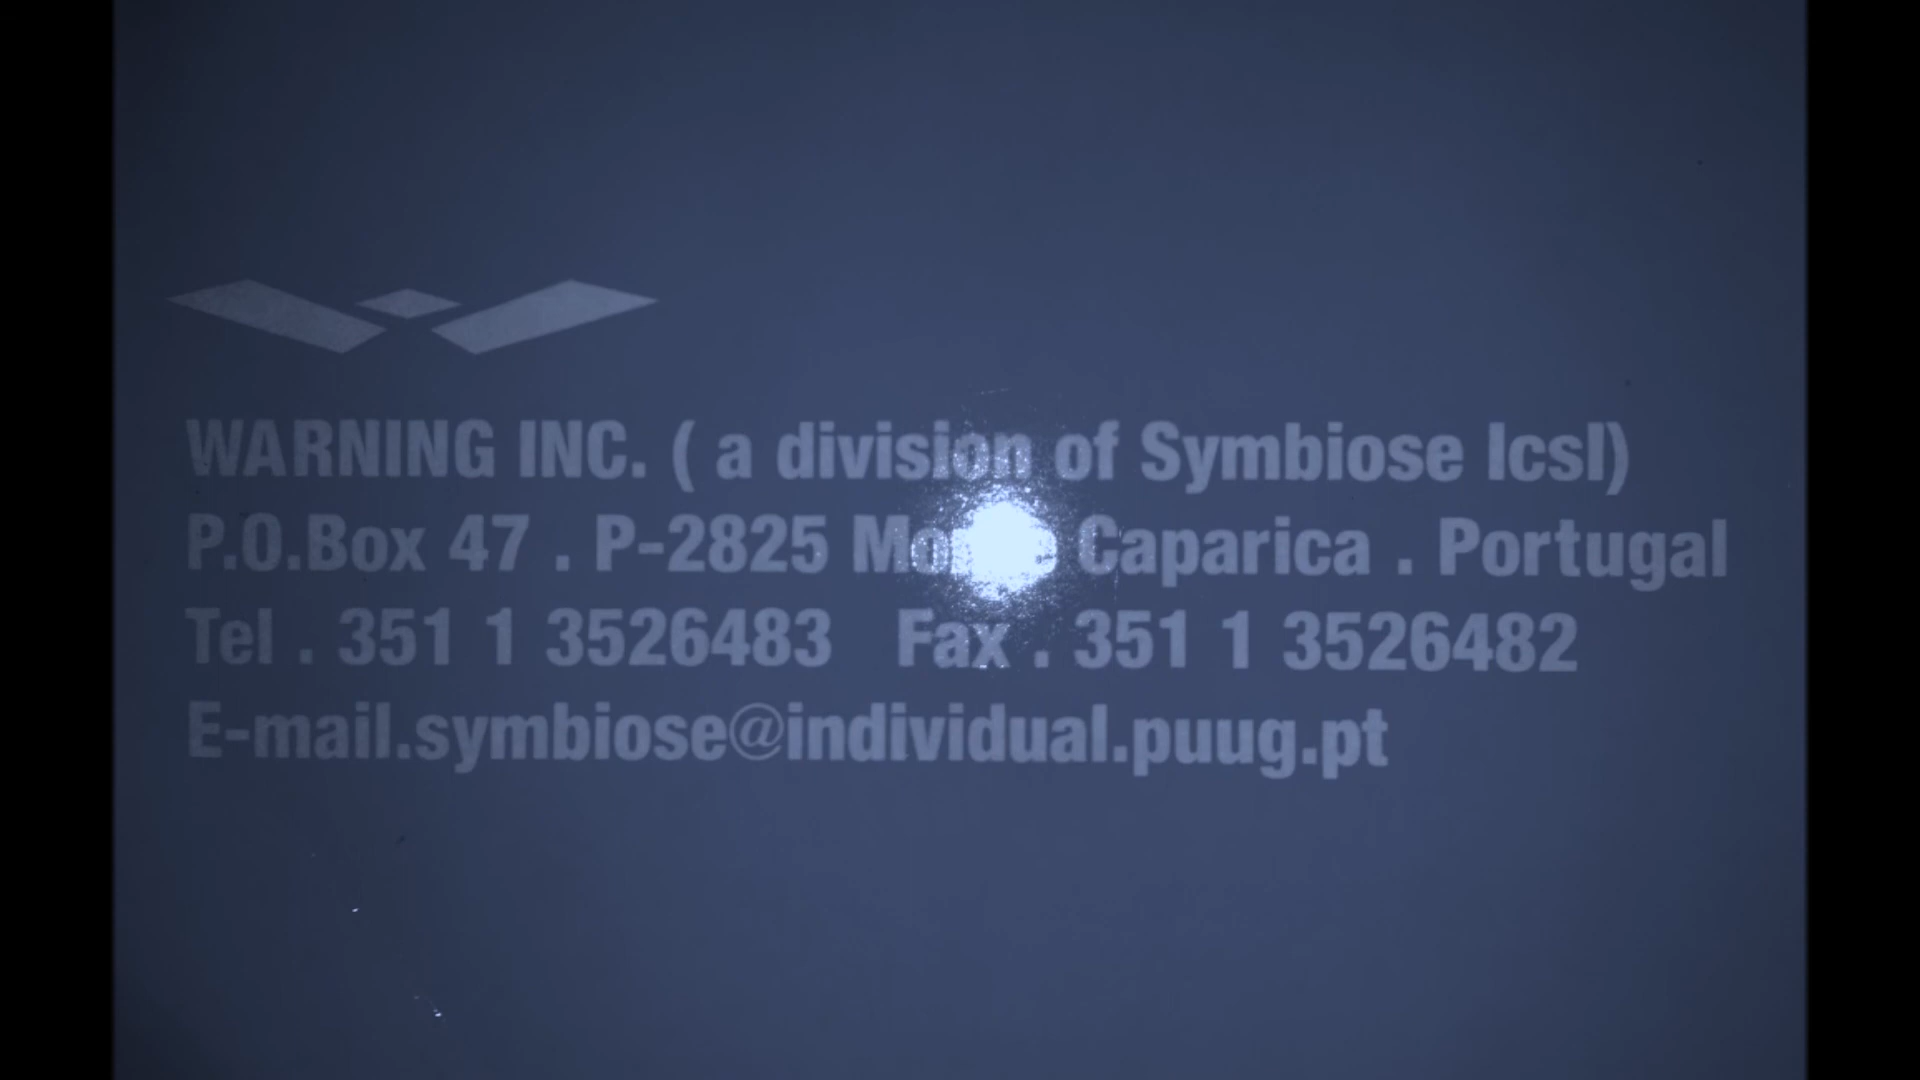 WARNING INC. ( a division of Symbiose Icsl)
P.O.Box 47 . P-2825 Caparica . Portugal
Tel . 351 1 3526483 Fax . 351 1 3526482
E-mail.symbiose@individual.puug.pt